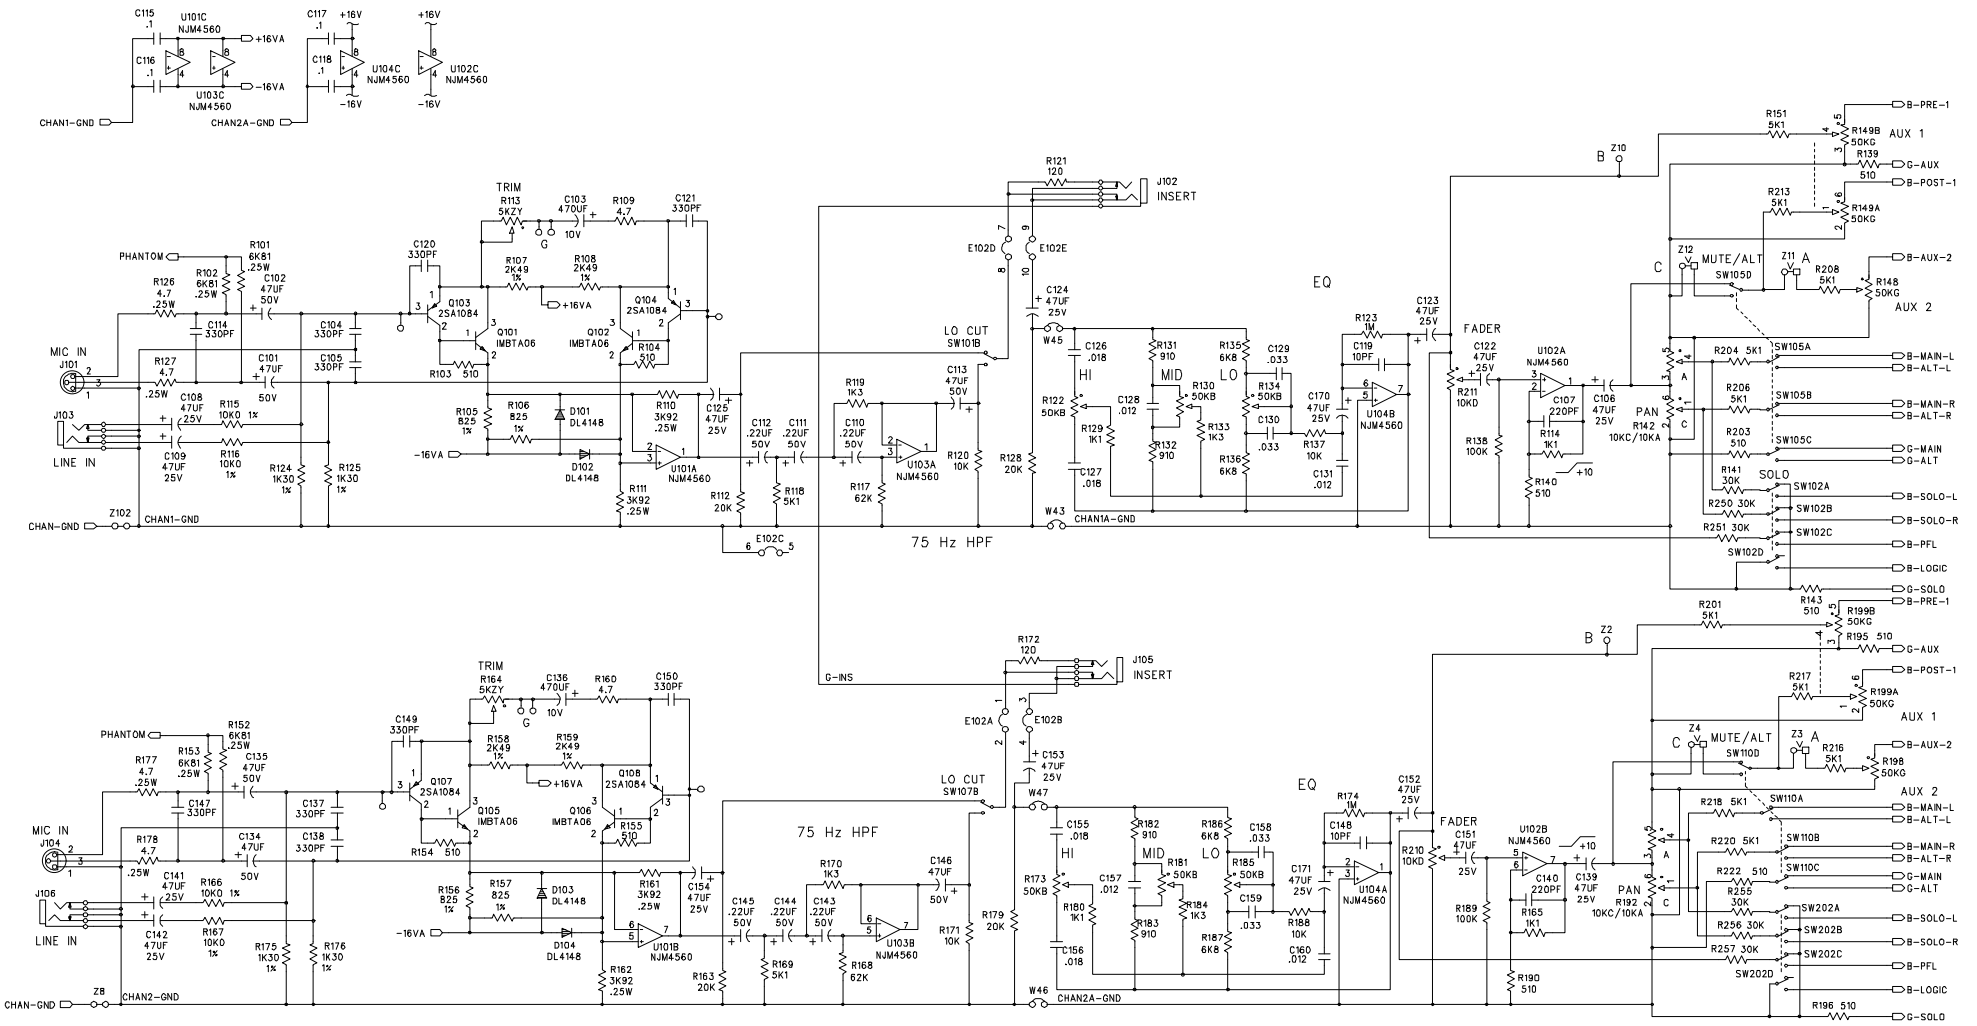 C115
.1
U101C
NJM4560
8
+16VA
C116
.1
4
-16VA
U103C
NJM4560
CHAN1-GND
C117
.1
+16V
8
C118
.1
4
U104C
NJM4560
-16V
CHAN2A-GND
+16V
8
U102C
NJM4560
4
-16V
TRIM
R113
5KZY
G
C103
470UF
10V
R109
4.7
C121
330PF
C120
330PF
R107
2K49
1%
R108
2K49
1%
+16VA
PHANTOM
R101
6K81
.25W
R102
6K81
.25W
C102
47UF
50V
R126
4.7
.25W
C114
330PF
C104
330PF
C105
330PF
Q103
2SA1084
Q104
2SA1084
Q101
IMBTA06
Q102
IMBTA06
R103 510
R104
510
MIC IN
J101
2
3
1
R127
4.7
.25W
C101
47UF
50V
J103
LINE IN
C108
47UF
25V
R115
10K0 1%
C109
47UF
25V
R116
10K0
1%
R124
1K30
1%
R125
1K30
1%
R105
825
1%
R106
825
1%
D101
DL4148
-16VA
D102
DL4148
R110
3K92
.25W
C125
47UF
25V
U101A
NJM4560
R111
3K92
.25W
R112
20K
CHAN-GND
Z102
CHAN1-GND
C112
.22UF
50V
C111
.22UF
50V
C110
.22UF
50V
R118
5K1
R119
1K3
R117
62K
U103A
NJM4560
C113
47UF
50V
R120
10K
LO CUT
SW101B
E102C
6
5
75 Hz HPF
R121
120
J102
INSERT
7
9
E102D
E102E
8
10
C124
47UF
25V
W45
R128
20K
W43
CHAN1A-GND
EQ
C126
.018
HI
R122
50KB
C127
.018
R129
1K1
R131
910
MID
C128
.012
R130
50KB
R132
910
R133
1K3
R135
6K8
LO
R134
50KB
R136
6K8
C129
.033
C130
.033
R137
10K
C170
47UF
25V
C131
.012
R123
1M
C119
10PF
U104B
NJM4560
C123
47UF
25V
FADER
C122
47UF
25V
R211
10KD
R138
100K
U102A
NJM4560
C107
220PF
R114
1K1
+10
R140
510
C106
47UF
25V
B
Z10
R151
5K1
R149B
50KG
AUX 1
B-PRE-1
R139
510
G-AUX
B-POST-1
R213
5K1
R149A
50KG
Z12
C
MUTE/ALT
SW105D
Z11
A
R208
5K1
B-AUX-2
R148
50KG
AUX 2
R204 5K1
SW105A
B-MAIN-L
B-ALT-L
R206
5K1
SW105B
B-MAIN-R
B-ALT-R
PAN
R142
10KC/10KA
A
C
R203
510
SW105C
G-MAIN
G-ALT
SOLO
R141
30K
SW102A
B-SOLO-L
R250 30K
SW102B
B-SOLO-R
R251 30K
SW102C
B-PFL
SW102D
B-LOGIC
R143
510
G-SOLO
TRIM
R164
5KZY
G
C136
470UF
10V
R160
4.7
C150
330PF
C149
330PF
R158
2K49
1%
R159
2K49
1%
+16VA
PHANTOM
R152
6K81
.25W
R153
6K81
.25W
C135
47UF
50V
R177
4.7
.25W
C147
330PF
C137
330PF
C138
330PF
Q107
2SA1084
Q108
2SA1084
Q105
IMBTA06
Q106
IMBTA06
R154 510
R155
510
MIC IN
J104
2
3
1
R178
4.7
.25W
C134
47UF
50V
J106
LINE IN
C141
47UF
25V
R166
10K0 1%
C142
47UF
25V
R167
10K0
1%
R175
1K30
1%
R176
1K30
1%
R156
825
1%
R157
825
1%
D103
DL4148
-16VA
D104
DL4148
R161
3K92
.25W
C154
47UF
25V
U101B
NJM4560
R162
3K92
.25W
R163
20K
CHAN-GND
Z8
CHAN2-GND
C145
.22UF
50V
C144
.22UF
50V
C143
.22UF
50V
R169
5K1
R170
1K3
R168
62K
U103B
NJM4560
C146
47UF
50V
R171
10K
75 Hz HPF
LO CUT
SW107B
G-INS
R172
120
J105
INSERT
1
3
E102A
E102B
2
4
C153
47UF
25V
W47
R179
20K
W46
CHAN2A-GND
EQ
C155
.018
HI
R173
50KB
C156
.018
R180
1K1
R182
910
MID
C157
.012
R181
50KB
R183
910
R184
1K3
R186
6K8
LO
R185
50KB
R187
6K8
C158
.033
C159
.033
R188
10K
C171
47UF
25V
C160
.012
R174
1M
C148
10PF
U104A
NJM4560
C152
47UF
25V
FADER
C151
47UF
25V
R210
10KD
R189
100K
U102B
NJM4560
C140
220PF
R165
1K1
+10
R190
510
C139
47UF
25V
B
Z2
R201
5K1
B-PRE-1
R199B
50KG
R195 510
G-AUX
B-POST-1
R217
5K1
R199A
50KG
AUX 1
Z4
C
MUTE/ALT
SW110D
Z3
A
R216
5K1
B-AUX-2
R198
50KG
AUX 2
R218 5K1
SW110A
B-MAIN-L
B-ALT-L
R220 5K1
SW110B
B-MAIN-R
B-ALT-R
PAN
R192
10KC/10KA
A
C
R222 510
SW110C
G-MAIN
G-ALT
R255
30K
SW202A
B-SOLO-L
R256 30K
SW202B
B-SOLO-R
R257 30K
SW202C
B-PFL
SW202D
B-LOGIC
R196 510
G-SOLO